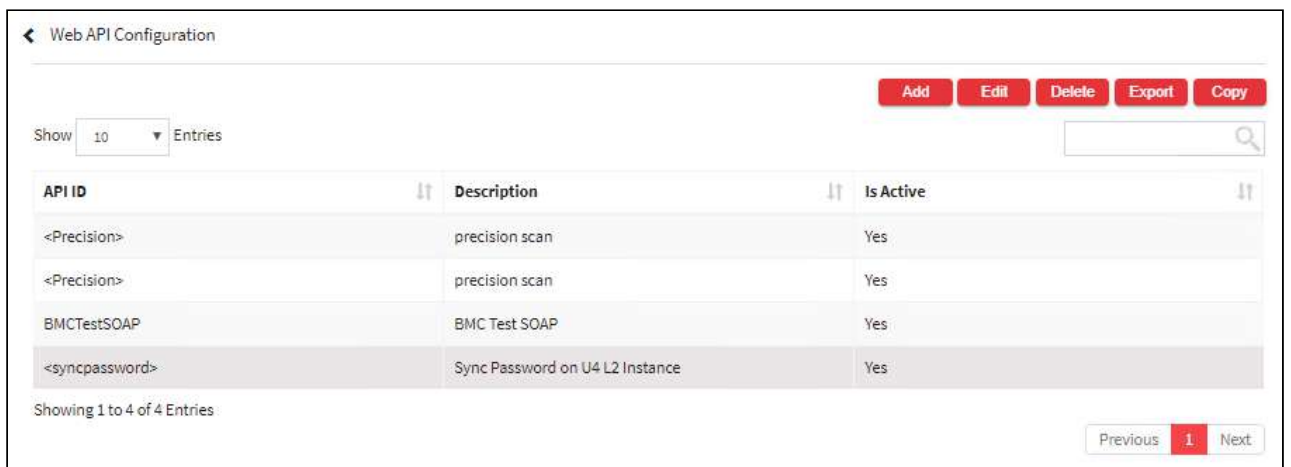 Web API Configuration
Add Edit Delete Export Copy
Show 10 Entries
API ID Description Is Active
<Precision> precision scan Yes
<Precision> precision scan Yes
BMCTestSOAP BMC Test SOAP Yes
<syncpassword> Sync Password on U4 L2 Instance Yes
Showing 1 to 4 of 4 Entries
Previous 1 Next